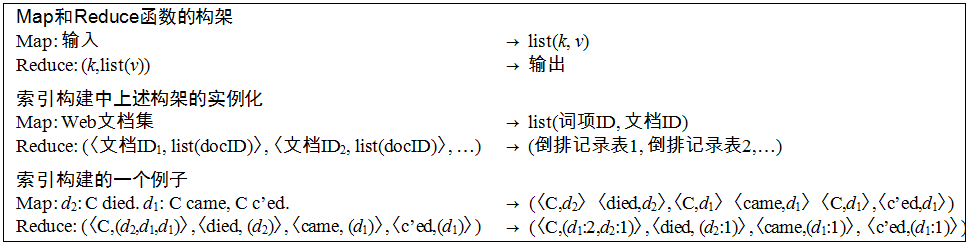 Map和Reduce函数的构架
Map: 输入 → list(k, v)
Reduce: (k,list(v)) → 输出
索引构建中上述构架的实例化
Map: Web文档集 → list(词项ID, 文档ID)
Reduce: (〈文档ID₁, list(docID)〉, 〈文档ID₂, list(docID)〉, …) → (倒排记录表1, 倒排记录表2,…)
索引构建的一个例子
Map: d₂: C died. d₁: C came, C c’ed. → (〈C,d₂〉 〈died,d₂〉,〈C,d₁〉 〈came,d₁〉 〈C,d₁〉,〈c’ed,d₁〉)
Reduce: (〈C,(d₂,d₁,d₁)〉,〈died, (d₂)〉,〈came, (d₁)〉,〈c’ed,(d₁)〉) → (〈C,(d₁:2,d₂:1)〉,〈died, (d₂:1)〉,〈came,(d₁:1)〉, 〈c’ed,(d₁:1)〉)